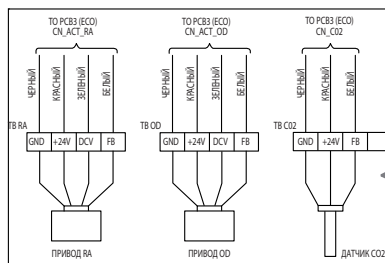 TO PCB3 (ECO)
CN_ACT_RA
TO PCB3 (ECO)
CN_ACT_OD
TO PCB3 (ECO)
CN_C02
ЧЕРНЫЙ
КРАСНЫЙ
ЗЕЛЕНЫЙ
БЕЛЫЙ
ЧЕРНЫЙ
КРАСНЫЙ
ЗЕЛЕНЫЙ
БЕЛЫЙ
ЧЕРНЫЙ
КРАСНЫЙ
БЕЛЫЙ
TB RA
GND +24V DCV FB
TB OD
GND +24V DCV FB
TB C02
GND +24V FB
ПРИВОД RA
ПРИВОД OD
ДАТЧИК CO2